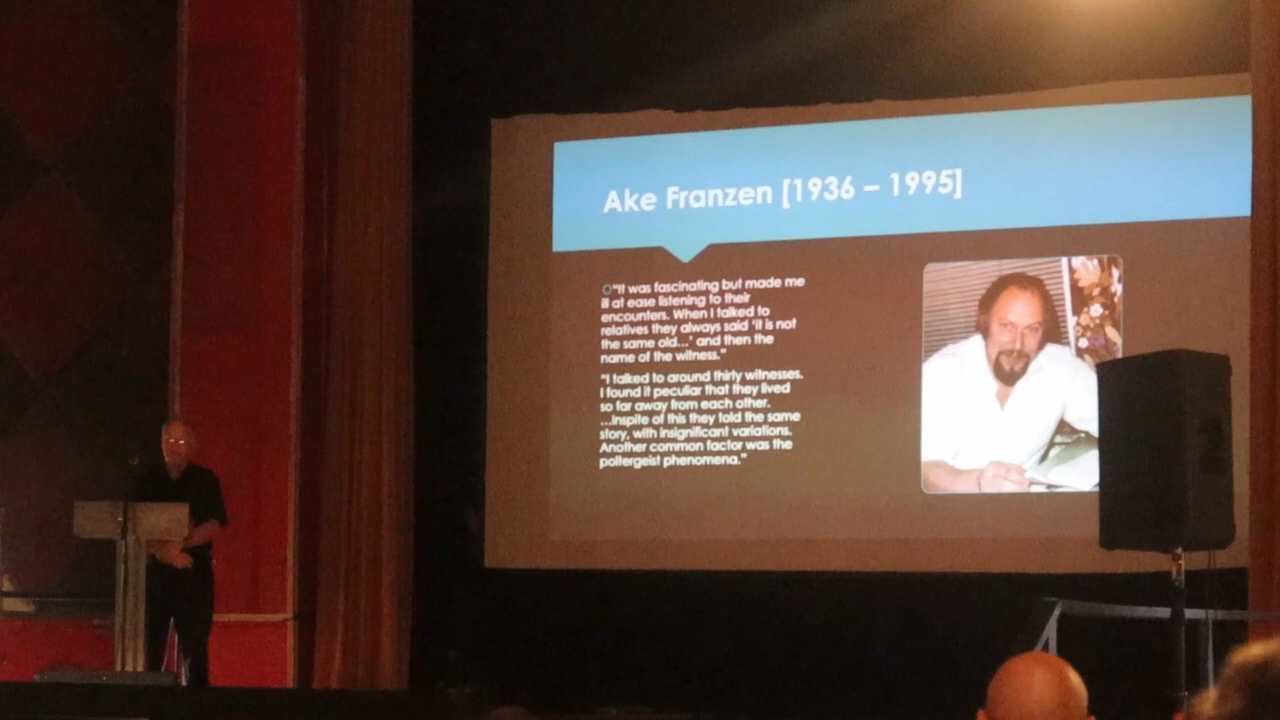 Ake Franzen [1936 – 1995]
"It was fascinating but made me
ill at ease listening to their
encounters. When I talked to
relatives they always said 'it is not
the same old...' and then the
name of the witness."
"I talked to around thirty witnesses.
I found it peculiar that they lived
so far away from each other.
...Inspite of this they told the same
story, with insignificant variations.
Another common factor was the
poltergeist phenomena."